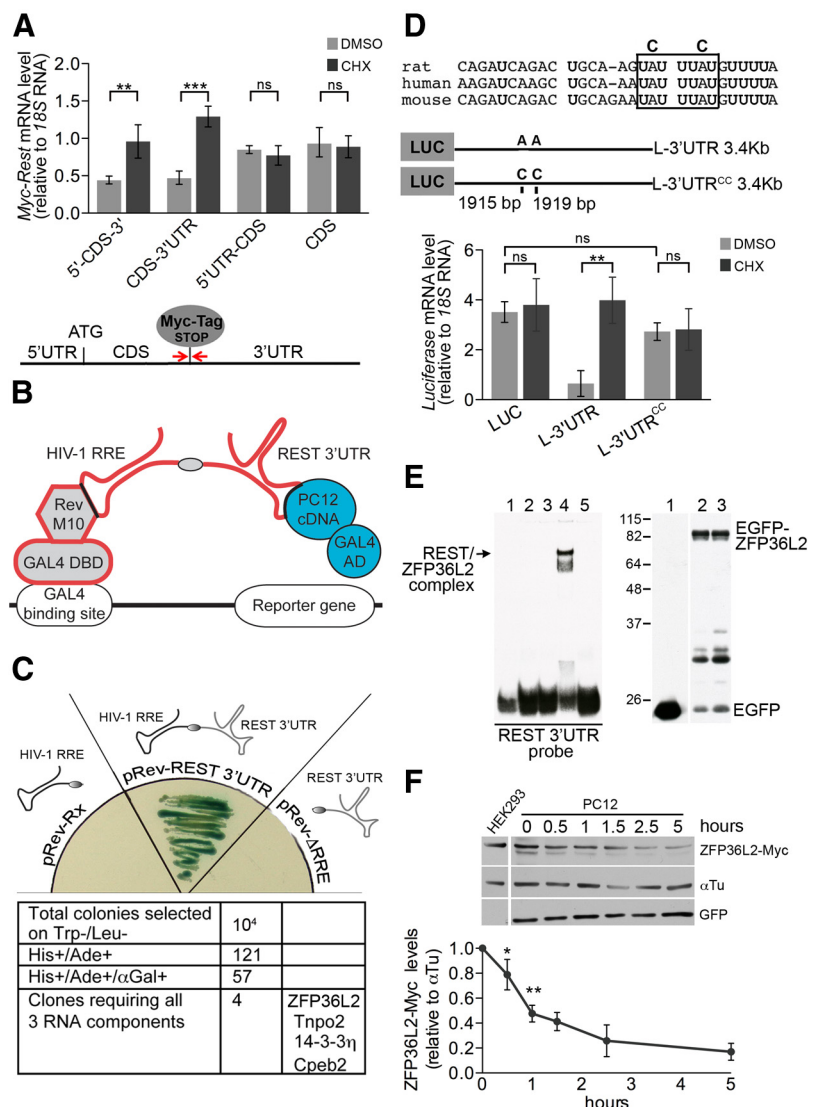 A
DMSO
CHX
Myc-Rest mRNA level
(relative to 18S RNA)
2.0
1.5
1.0
0.5
0.0
**
***
ns
ns
5'-CDS-3'
CDS-3'UTR
5'UTR-CDS
CDS
Myc-Tag
STOP
ATG
5'UTR
CDS
3'UTR
B
HIV-1 RRE
REST 3'UTR
Rev
M10
PC12
cDNA
GAL4 DBD
GAL4
AD
GAL4
binding site
Reporter gene
C
HIV-1 RRE
REST 3'UTR
HIV-1 RRE
REST 3'UTR
pRev-Rx
pRev-REST 3'UTR
pRev-ΔRRE
Total colonies selected on Trp-/Leu- 10⁴
His+/Ade+ 121
His+/Ade+/αGal+ 57
Clones requiring all 3 RNA components 4 ZFP36L2
Tnpo2
14-3-3η
Cpeb2
D
C C
rat CAGAUCAGAC UGCA-AGUAU UUAUGUUUUA
human AAGAUCAAGC UGCA-AAUAU UUAUGUUUUA
mouse CAGAUCAGAC UGCAGAAUAU UUAUGUUUUA
LUC A A L-3'UTR 3.4Kb
LUC C C L-3'UTRᶜᶜ 3.4Kb
1915 bp 1919 bp
DMSO
CHX
Luciferase mRNA level
(relative to 18S RNA)
6
4
2
0
ns
ns
**
ns
LUC
L-3'UTR
L-3'UTRᶜᶜ
E
1 2 3 4 5
REST/
ZFP36L2
complex
REST 3'UTR
probe
1 2 3
115
82
64
48
37
26
EGFP-
ZFP36L2
EGFP
F
HEK293
PC12
0 0.5 1 1.5 2.5 5 hours
ZFP36L2-Myc
αTu
GFP
ZFP36L2-Myc levels
(relative to αTu)
1.0
0.8
0.6
0.4
0.2
0.0
*
**
0 1 2 3 4 5
hours